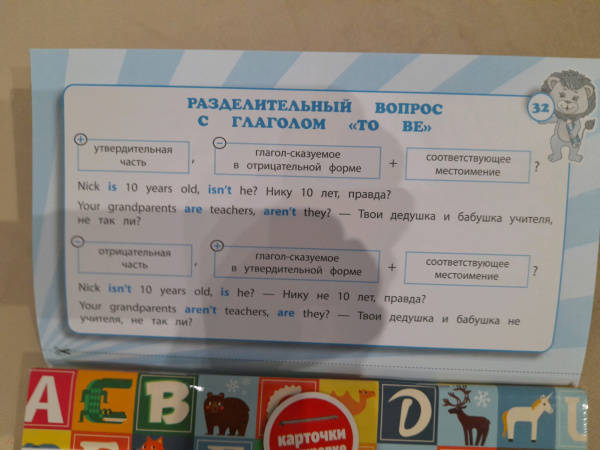 РАЗДЕЛИТЕЛЬНЫЙ ВОПРОС
С ГЛАГОЛОМ «TO BE»
32
+ утвердительная
часть
,
– глагол-сказуемое
в отрицательной форме
+
соответствующее
местоимение
?
Nick is 10 years old, isn't he? Нику 10 лет, правда?
Your grandparents are teachers, aren't they? — Твои дедушка и бабушка учителя,
не так ли?
– отрицательная
часть
,
+ глагол-сказуемое
в утвердительной форме
+
соответствующее
местоимение
?
Nick isn't 10 years old, is he? — Нику не 10 лет, правда?
Your grandparents aren't teachers, are they? — Твои дедушка и бабушка не
учителя, не так ли?
A B D
карточки